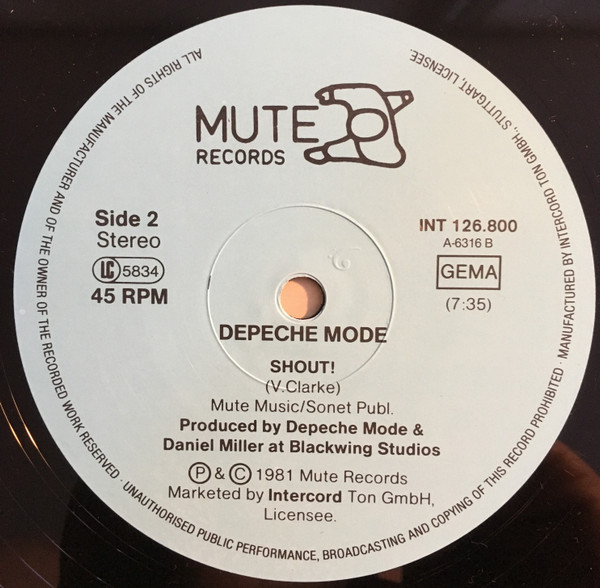 MUTE
RECORDS
Side 2
Stereo
LC 5834
45 RPM
INT 126.800
A-6316 B
GEMA
(7:35)
DEPECHE MODE
SHOUT!
(V.Clarke)
Mute Music/Sonet Publ.
Produced by Depeche Mode &
Daniel Miller at Blackwing Studios
Ⓟ & © 1981 Mute Records
Marketed by Intercord Ton GmbH,
Licensee.
ALL RIGHTS OF THE MANUFACTURER AND OF THE OWNER OF THE RECORDED WORK RESERVED · UNAUTHORISED PUBLIC PERFORMANCE, BROADCASTING AND COPYING OF THIS RECORD PROHIBITED · MANUFACTURED BY INTERCORD TON GMBH., STUTTGART, LICENSEE.